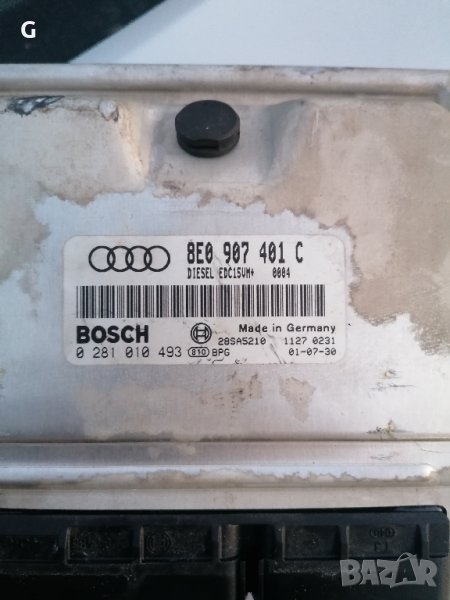 G
8E0 907 401 C
DIESEL EDC15VM+ 0004
BOSCH
Made in Germany
28SA5210 1127 0231
0 281 010 493 810 BPG 01-07-30
BAZAR